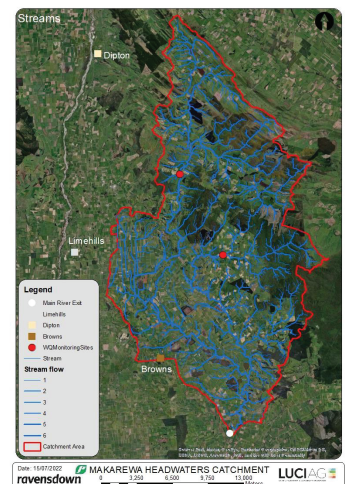 Streams
Dipton
Limehills
Legend
Main River Exit
Limehills
Dipton
Browns
WQMonitoringSites
Stream
Stream flow
1
2
3
4
5
6
Catchment Area
Browns
Date: 15/07/2022
MAKAREWA HEADWATERS CATCHMENT
ravensdown
0 3,250 6,500 9,750 13,000
Meters
LUCIAG